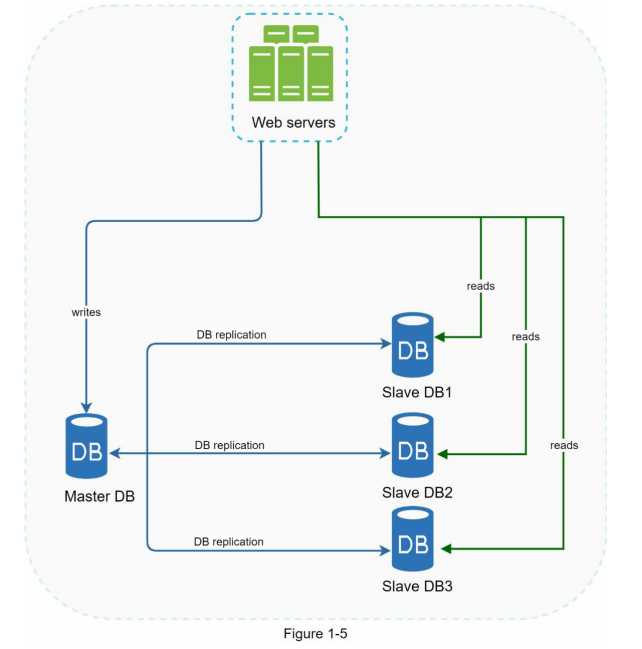 Web servers
writes
reads
DB replication
DB
reads
Slave DB1
DB
DB replication
DB
reads
Master DB
Slave DB2
DB replication
DB
Slave DB3
Figure 1-5